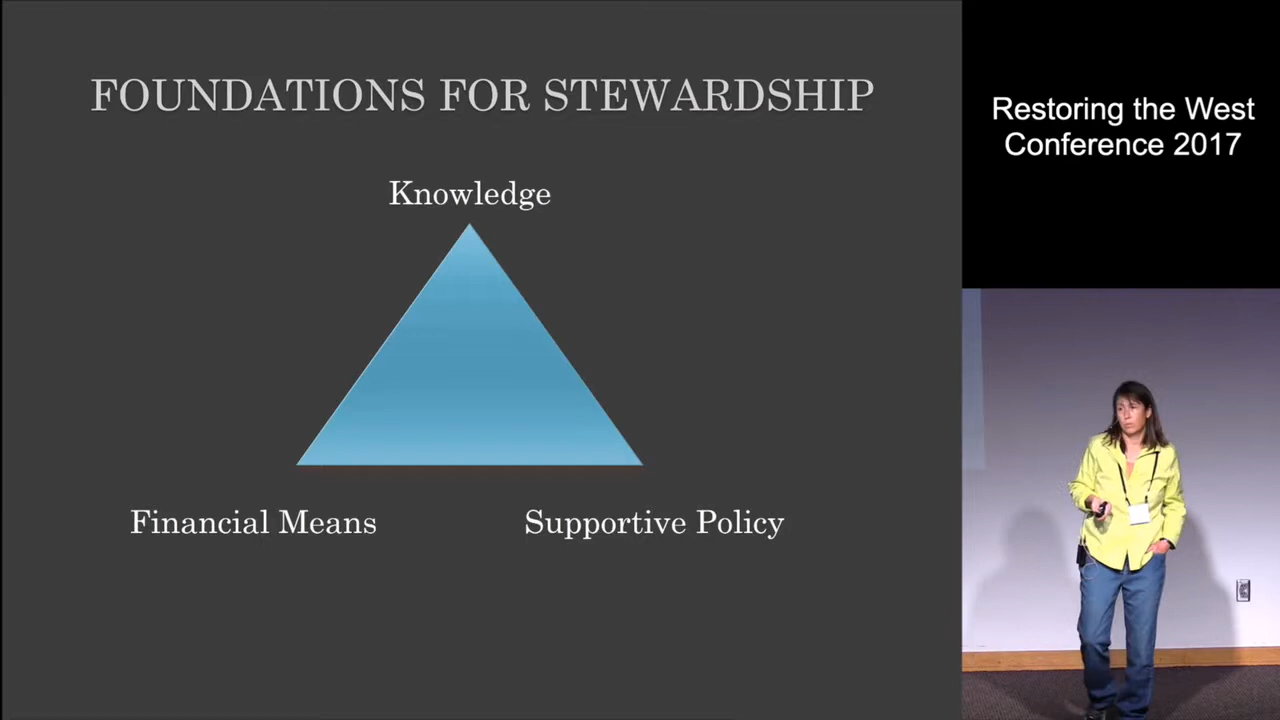 FOUNDATIONS FOR STEWARDSHIP
Knowledge
Financial Means
Supportive Policy
Restoring the West
Conference 2017